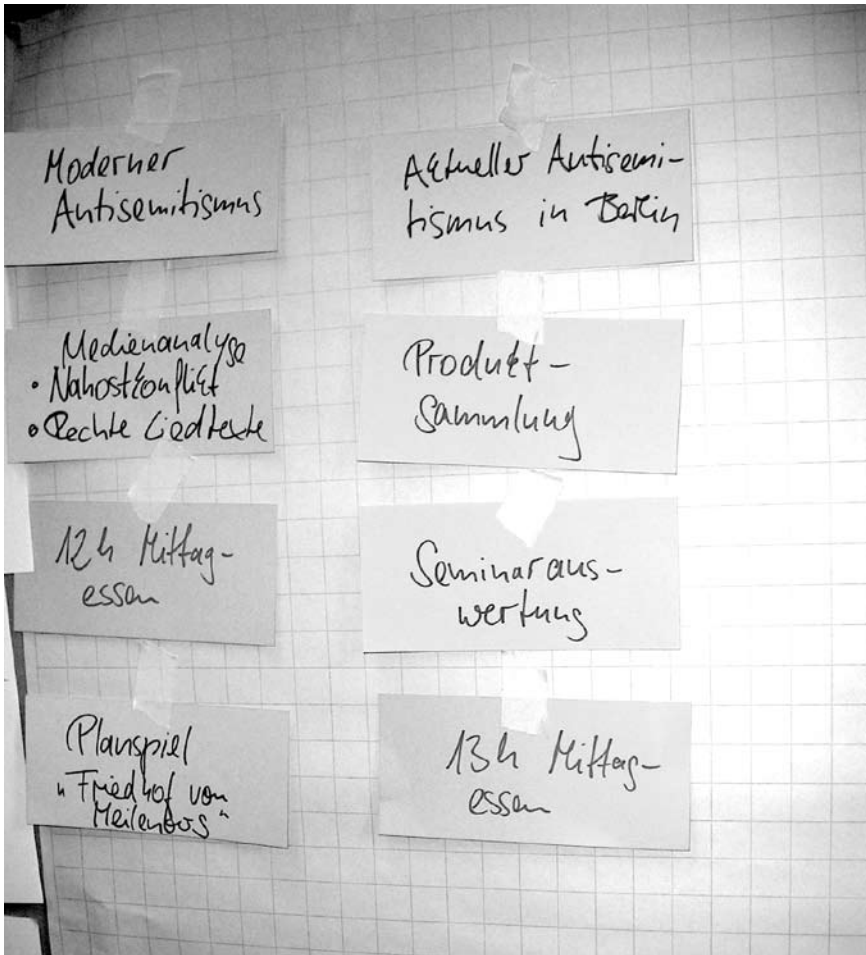 Moderner
Antisemitismus
Medienanalyse
• Nahostkonflikt
• Rechte Liedtexte
12h Mittag-
essen
Planspiel
"Friedhof von
Aktueller Antisemi-
tismus in Berlin
Produkt-
Sammlung
Seminaraus-
wertung
13h Mittag-
essen